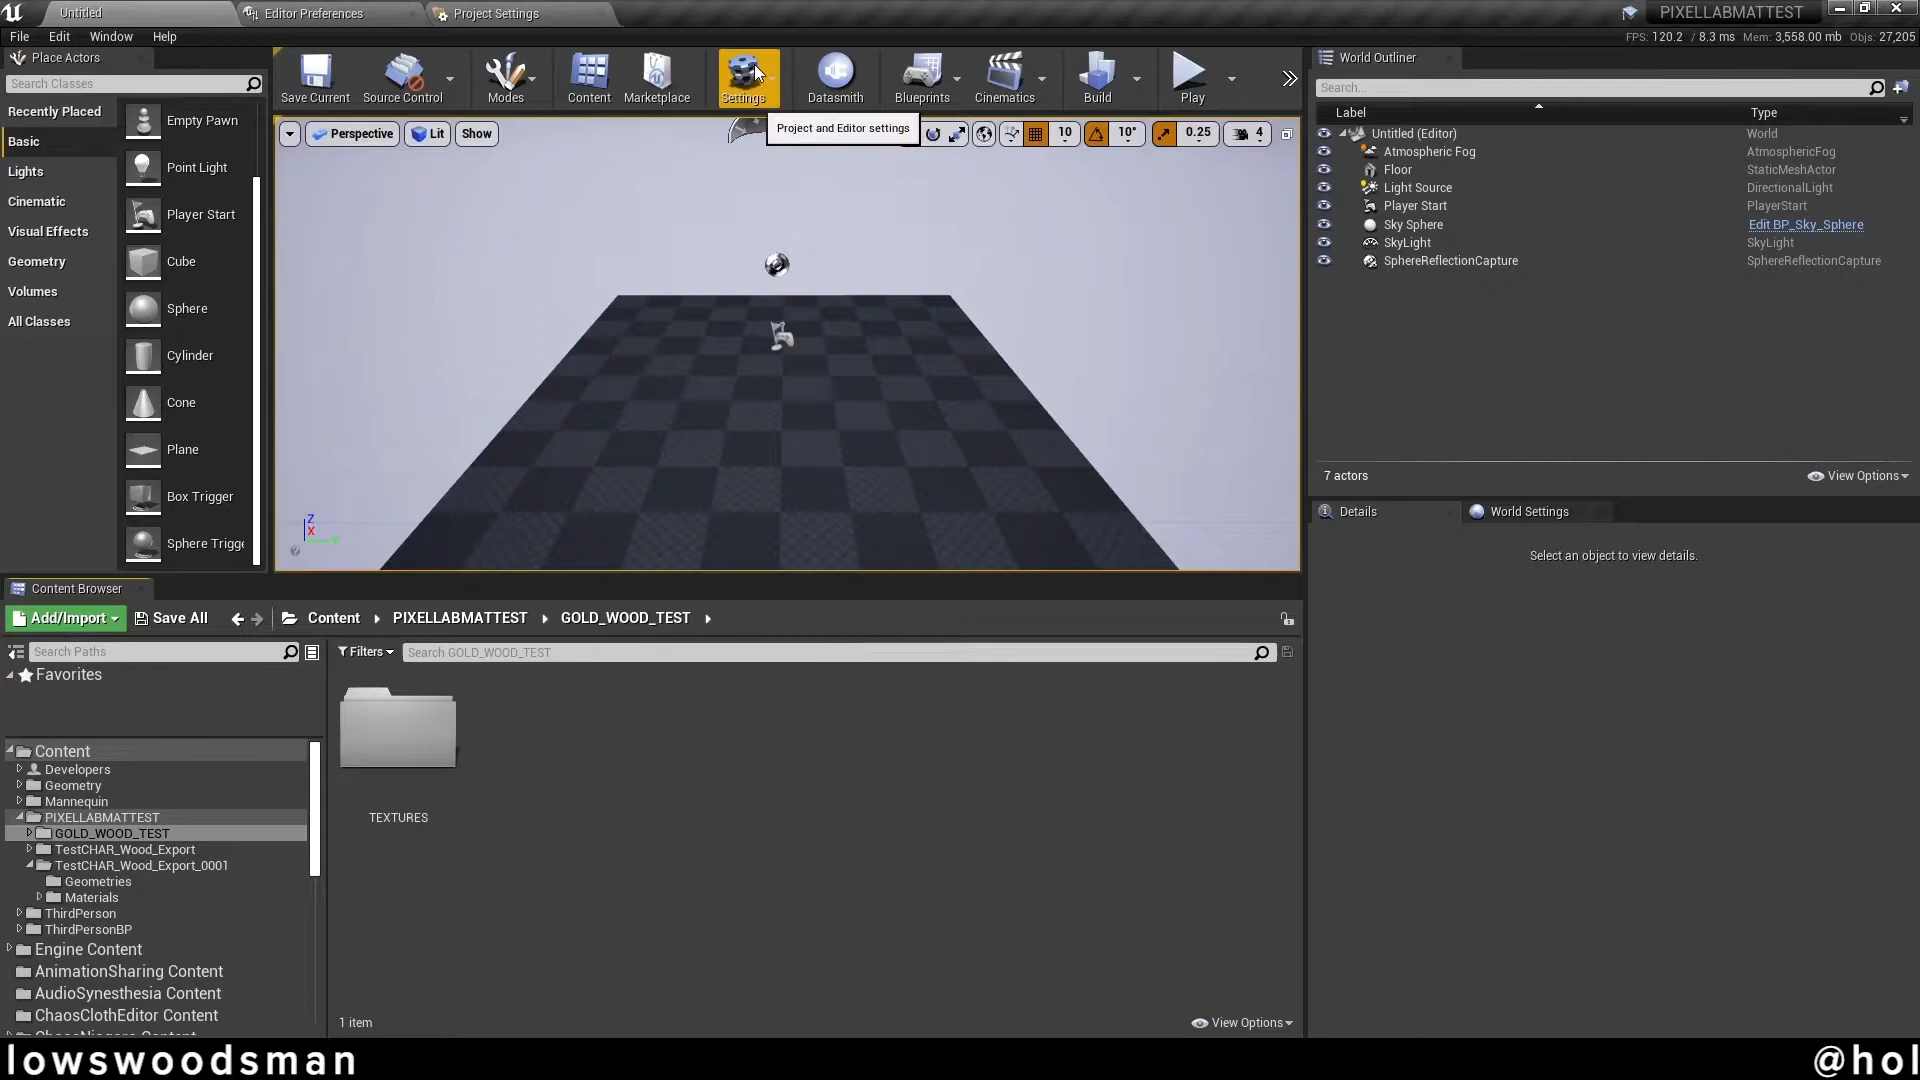 Untitled
Editor Preferences
Project Settings
PIXELLABMATTEST
File Edit Window Help
FPS: 120.2 / 8.3 ms Mem: 3,558.00 mb Objs: 27,205
Place Actors
Search Classes
Recently Placed
Basic
Lights
Cinematic
Visual Effects
Geometry
Volumes
All Classes
Empty Pawn
Point Light
Player Start
Cube
Sphere
Cylinder
Cone
Plane
Box Trigger
Sphere Trigge
Save Current
Source Control
Modes
Content
Marketplace
Settings
Datasmith
Blueprints
Cinematics
Build
Play
Project and Editor settings
Perspective
Lit
Show
10
10°
0.25
4
Z
X
World Outliner
Search...
Label Type
Untitled (Editor) World
Atmospheric Fog AtmosphericFog
Floor StaticMeshActor
Light Source DirectionalLight
Player Start PlayerStart
Sky Sphere Edit BP_Sky_Sphere
SkyLight SkyLight
SphereReflectionCapture SphereReflectionCapture
7 actors
View Options
Details
World Settings
Select an object to view details.
Content Browser
Add/Import
Save All
Content
PIXELLABMATTEST
GOLD_WOOD_TEST
Search Paths
Filters
Search GOLD_WOOD_TEST
Favorites
Content
Developers
Geometry
Mannequin
PIXELLABMATTEST
GOLD_WOOD_TEST
TestCHAR_Wood_Export
TestCHAR_Wood_Export_0001
Geometries
Materials
ThirdPerson
ThirdPersonBP
Engine Content
AnimationSharing Content
AudioSynesthesia Content
ChaosClothEditor Content
TEXTURES
1 item
View Options
lowswoodsman
@hol